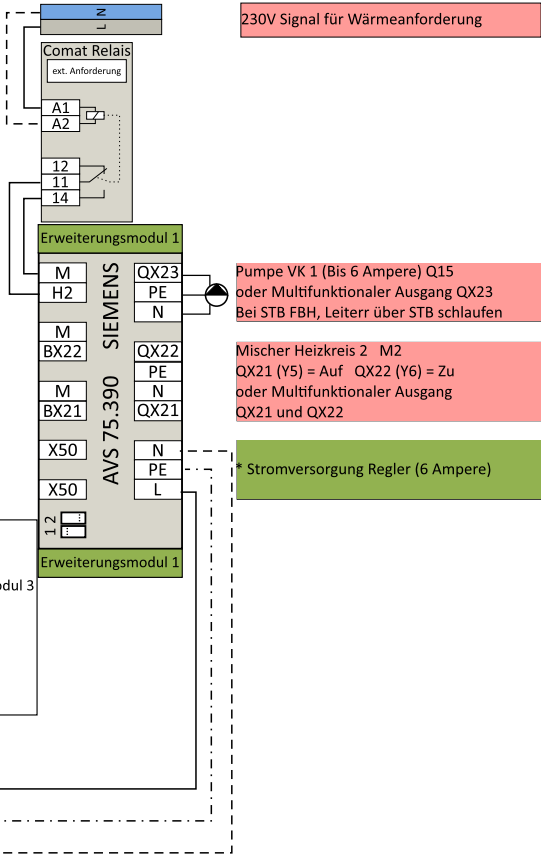 N
L
230V Signal für Wärmeanforderung
Comat Relais
ext. Anforderung
A1
A2
12
11
14
Erweiterungsmodul 1
SIEMENS
AVS 75.390
M
H2
M
BX22
M
BX21
X50
X50
1 2
QX23
PE
N
QX22
PE
N
QX21
N
PE
L
Pumpe VK 1 (Bis 6 Ampere) Q15
oder Multifunktionaler Ausgang QX23
Bei STB FBH, Leiterr über STB schlaufen
Mischer Heizkreis 2 M2
QX21 (Y5) = Auf QX22 (Y6) = Zu
oder Multifunktionaler Ausgang
QX21 und QX22
* Stromversorgung Regler (6 Ampere)
Erweiterungsmodul 1
odul 3